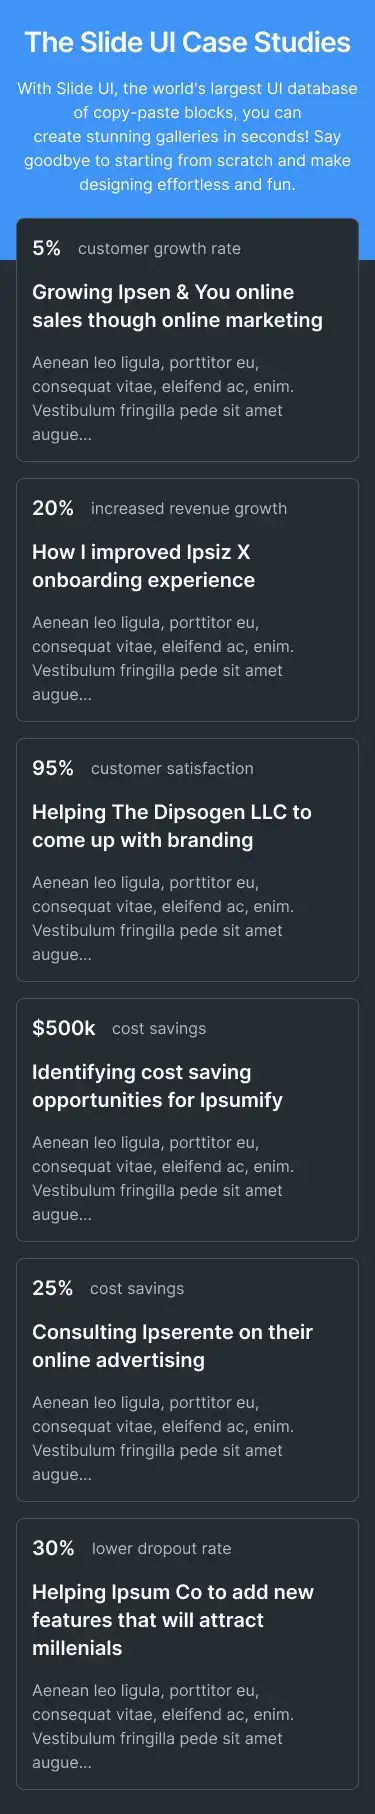 The Slide UI Case Studies
With Slide UI, the world's largest UI database
of copy-paste blocks, you can
create stunning galleries in seconds! Say
goodbye to starting from scratch and make
designing effortless and fun.
5% customer growth rate
Growing Ipsen & You online
sales though online marketing
Aenean leo ligula, porttitor eu,
consequat vitae, eleifend ac, enim.
Vestibulum fringilla pede sit amet
augue...
20% increased revenue growth
How I improved Ipsiz X
onboarding experience
Aenean leo ligula, porttitor eu,
consequat vitae, eleifend ac, enim.
Vestibulum fringilla pede sit amet
augue...
95% customer satisfaction
Helping The Dipsogen LLC to
come up with branding
Aenean leo ligula, porttitor eu,
consequat vitae, eleifend ac, enim.
Vestibulum fringilla pede sit amet
augue...
$500k cost savings
Identifying cost saving
opportunities for Ipsumify
Aenean leo ligula, porttitor eu,
consequat vitae, eleifend ac, enim.
Vestibulum fringilla pede sit amet
augue...
25% cost savings
Consulting Ipserente on their
online advertising
Aenean leo ligula, porttitor eu,
consequat vitae, eleifend ac, enim.
Vestibulum fringilla pede sit amet
augue...
30% lower dropout rate
Helping Ipsum Co to add new
features that will attract
millenials
Aenean leo ligula, porttitor eu,
consequat vitae, eleifend ac, enim.
Vestibulum fringilla pede sit amet
augue...